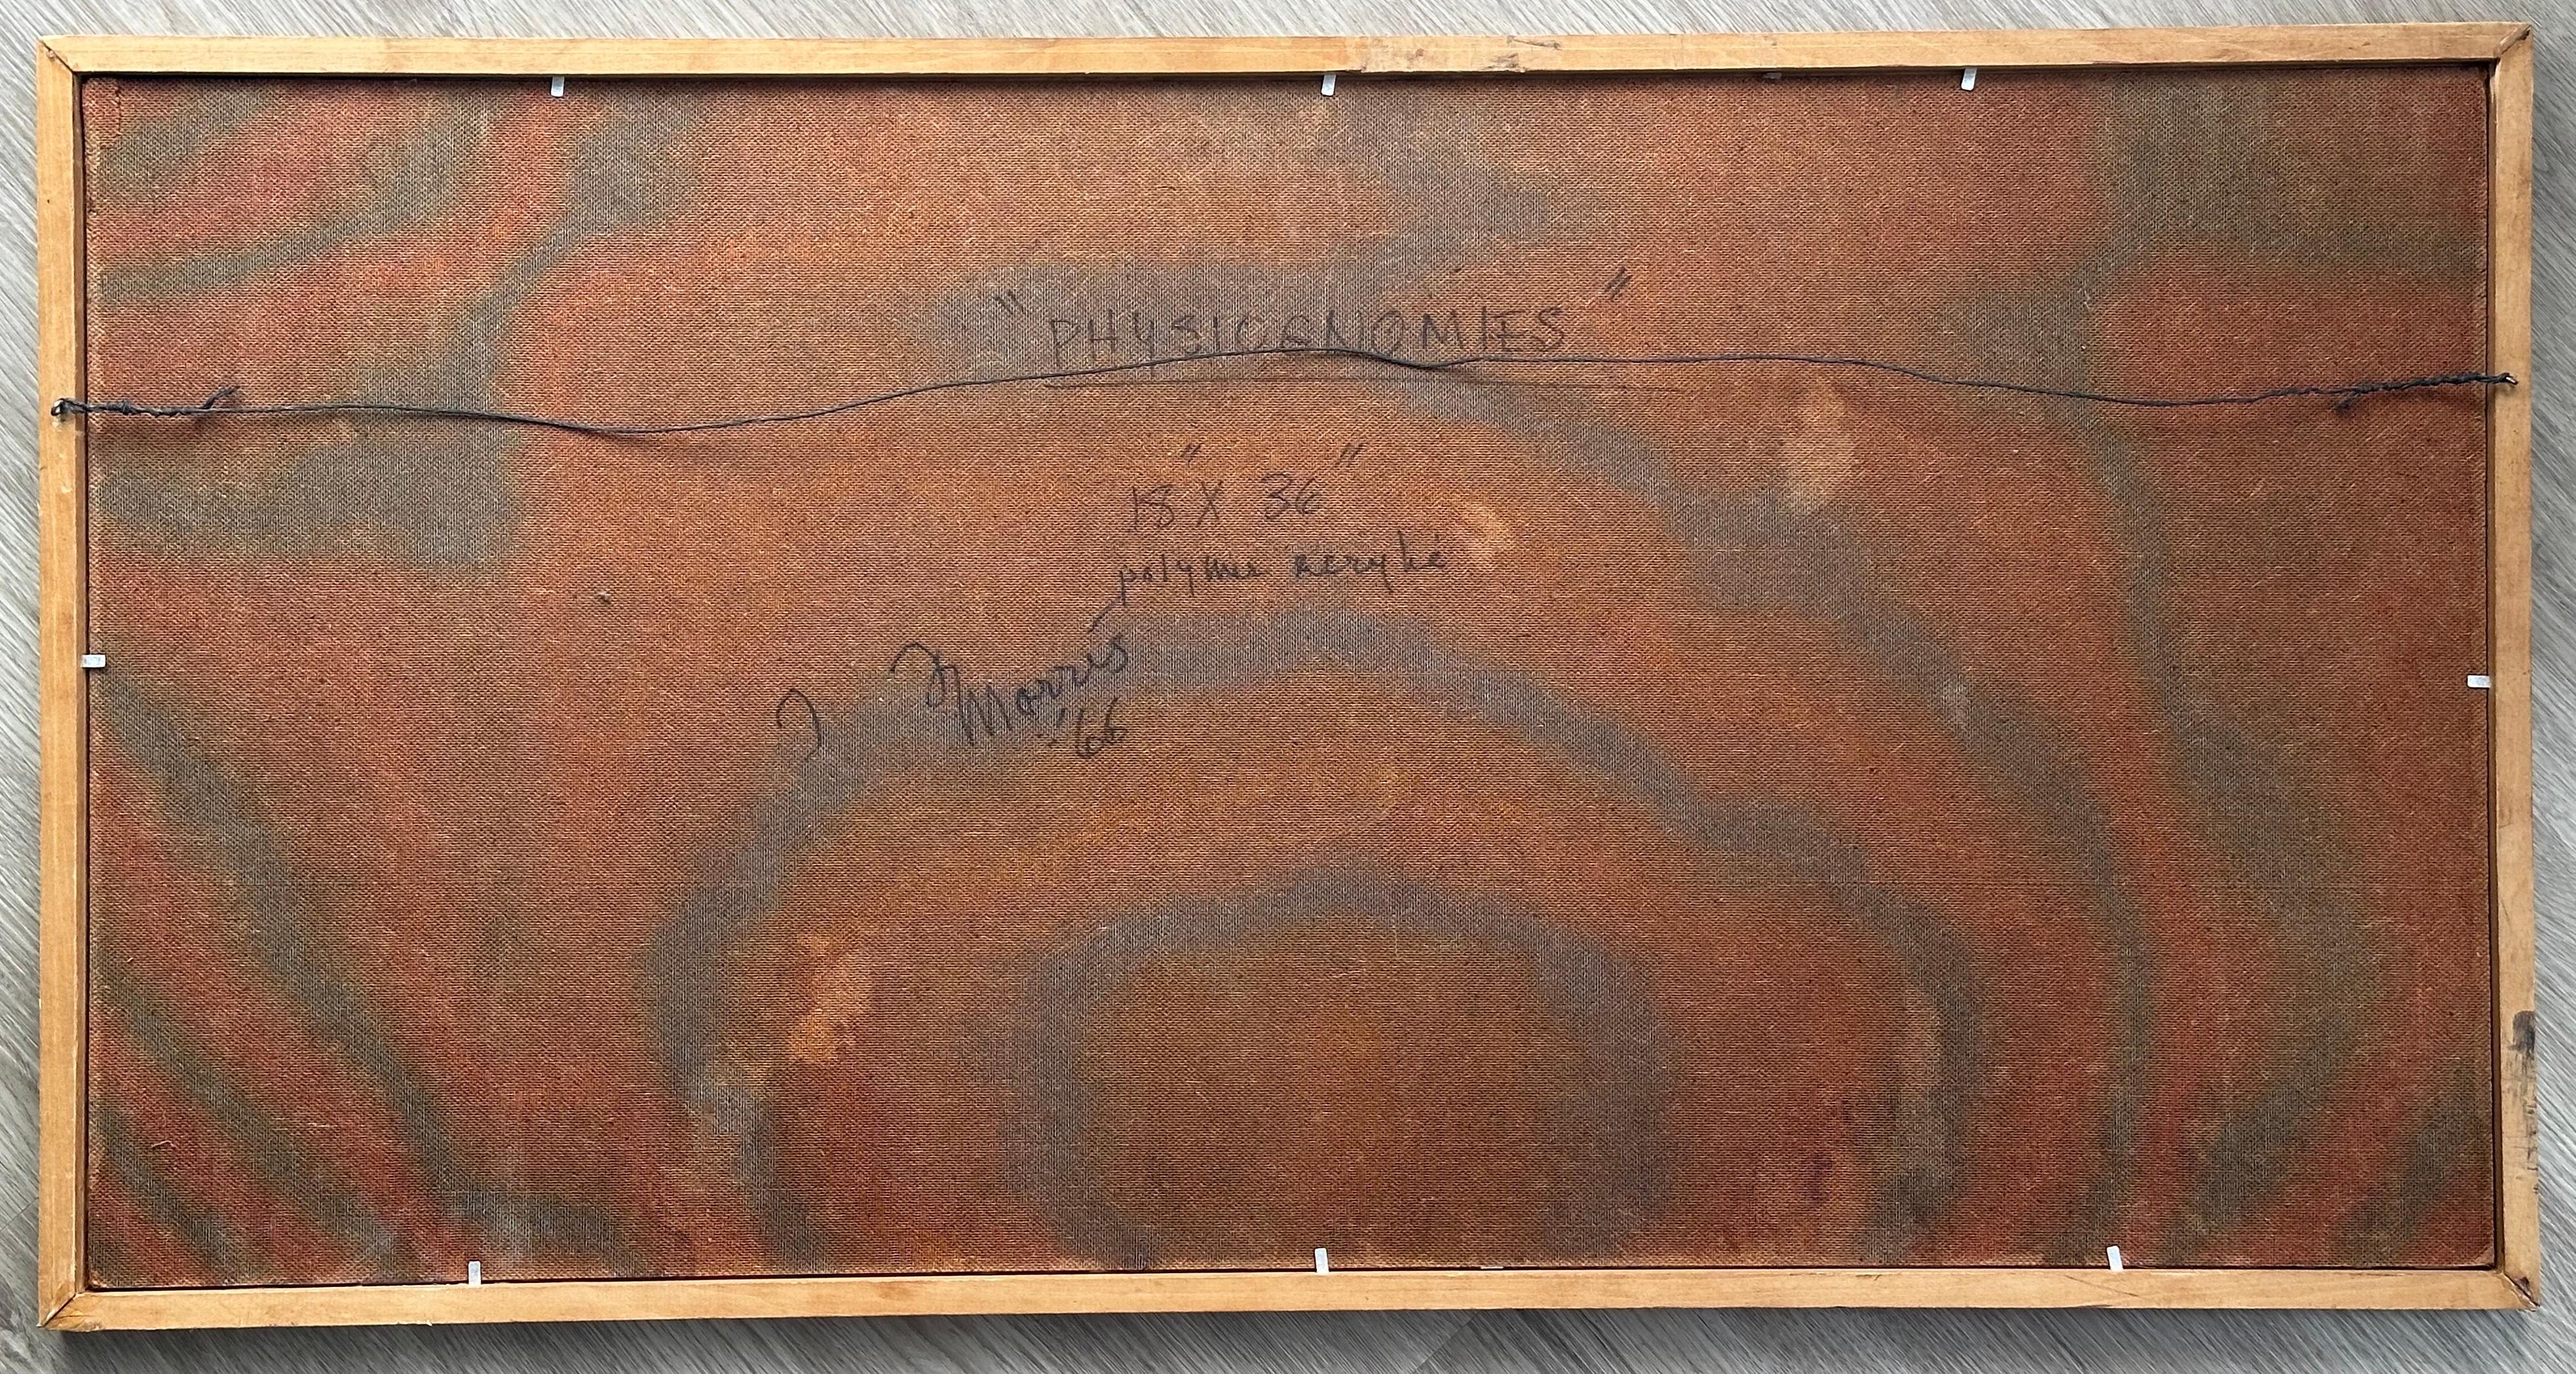 "PHYSIOGNOMIES"
18" X 36"
polymer acrylic
Morris
'66